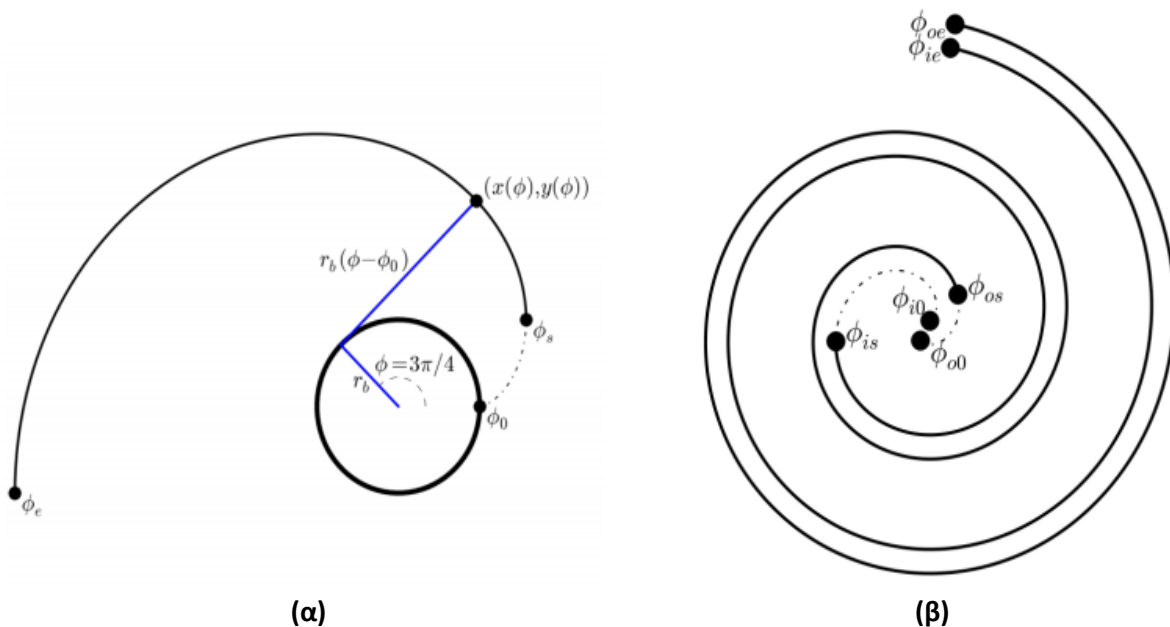 ϕ_oe
ϕ_ie
(x(ϕ),y(ϕ))
r_b(ϕ−ϕ_0)
ϕ_s
ϕ=3π/4
r_b
ϕ_0
ϕ_e
ϕ_os
ϕ_i0
ϕ_is
ϕ_o0
(α)
(β)